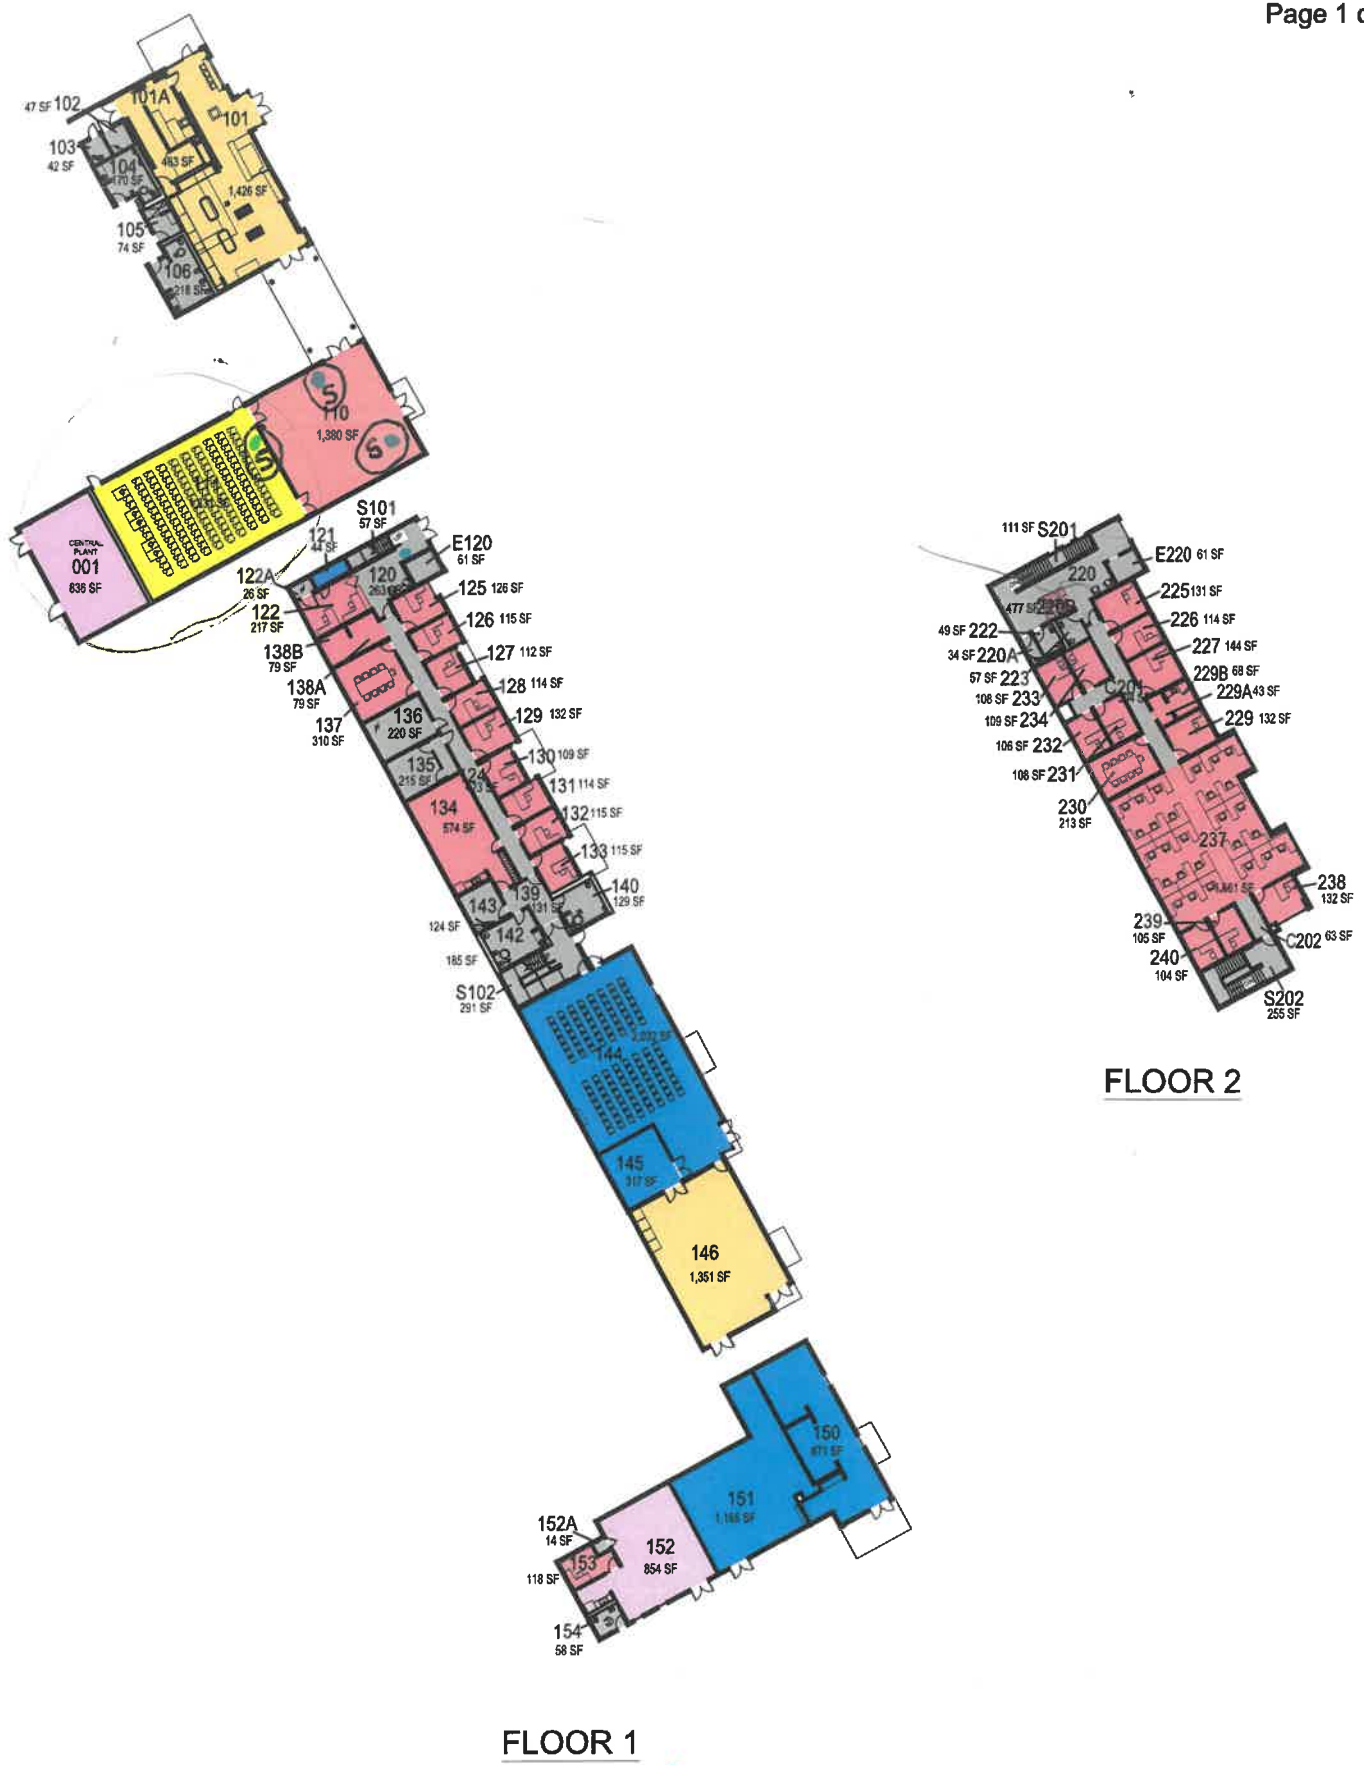 Page 1
47 SF 102
101A
101
103
42 SF
104
170 SF
463 SF
1,426 SF
105
74 SF
106
218 SF
S
110
1,380 SF
S
S
CENTRAL
PLANT
001
836 SF
S101
57 SF
121
44 SF
E120
61 SF
122A
26 SF
120
122
217 SF
125 126 SF
126 115 SF
138B
79 SF
127 112 SF
138A
79 SF
128 114 SF
137
310 SF
136
220 SF
129 132 SF
135
215 SF
124
130 109 SF
131 114 SF
134
574 SF
132 115 SF
133 115 SF
139
131 SF
140
129 SF
143
124 SF
142
185 SF
S102
291 SF
144
145
317 SF
146
1,351 SF
150
871 SF
151
152A
14 SF
152
854 SF
153
118 SF
154
58 SF
FLOOR 1
111 SF S201
E220 61 SF
220
477 SF
225 131 SF
226 114 SF
49 SF 222
227 144 SF
34 SF 220A
229B 68 SF
57 SF 223
C201
229A 43 SF
108 SF 233
109 SF 234
229 132 SF
106 SF 232
108 SF 231
230
213 SF
237
238
132 SF
239
105 SF
C202 63 SF
240
104 SF
S202
255 SF
FLOOR 2